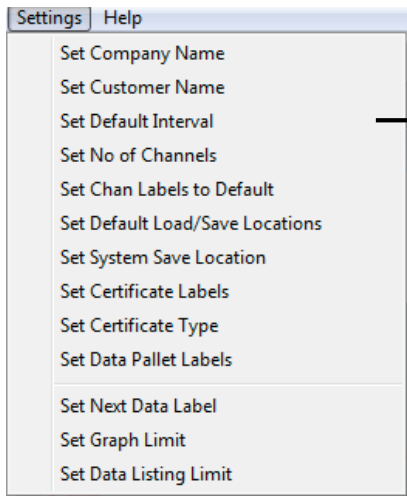 Settings Help
Set Company Name
Set Customer Name
Set Default Interval
Set No of Channels
Set Chan Labels to Default
Set Default Load/Save Locations
Set System Save Location
Set Certificate Labels
Set Certificate Type
Set Data Pallet Labels
Set Next Data Label
Set Graph Limit
Set Data Listing Limit